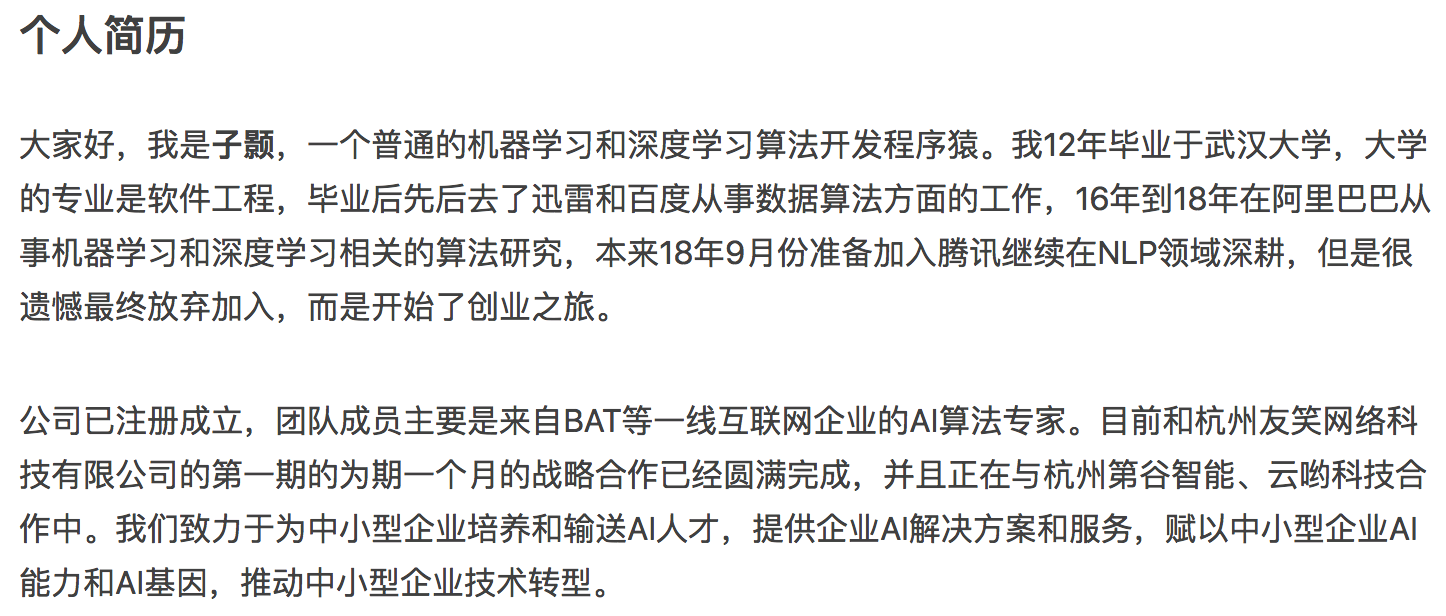 个人简历
大家好，我是子颢，一个普通的机器学习和深度学习算法开发程序猿。我12年毕业于武汉大学，大学
的专业是软件工程，毕业后先后去了迅雷和百度从事数据算法方面的工作，16年到18年在阿里巴巴从
事机器学习和深度学习相关的算法研究，本来18年9月份准备加入腾讯继续在NLP领域深耕，但是很
遗憾最终放弃加入，而是开始了创业之旅。
公司已注册成立，团队成员主要是来自BAT等一线互联网企业的AI算法专家。目前和杭州友笑网络科
技有限公司的第一期的为期一个月的战略合作已经圆满完成，并且正在与杭州第谷智能、云哟科技合
作中。我们致力于为中小型企业培养和输送AI人才，提供企业AI解决方案和服务，赋以中小型企业AI
能力和AI基因，推动中小型企业技术转型。